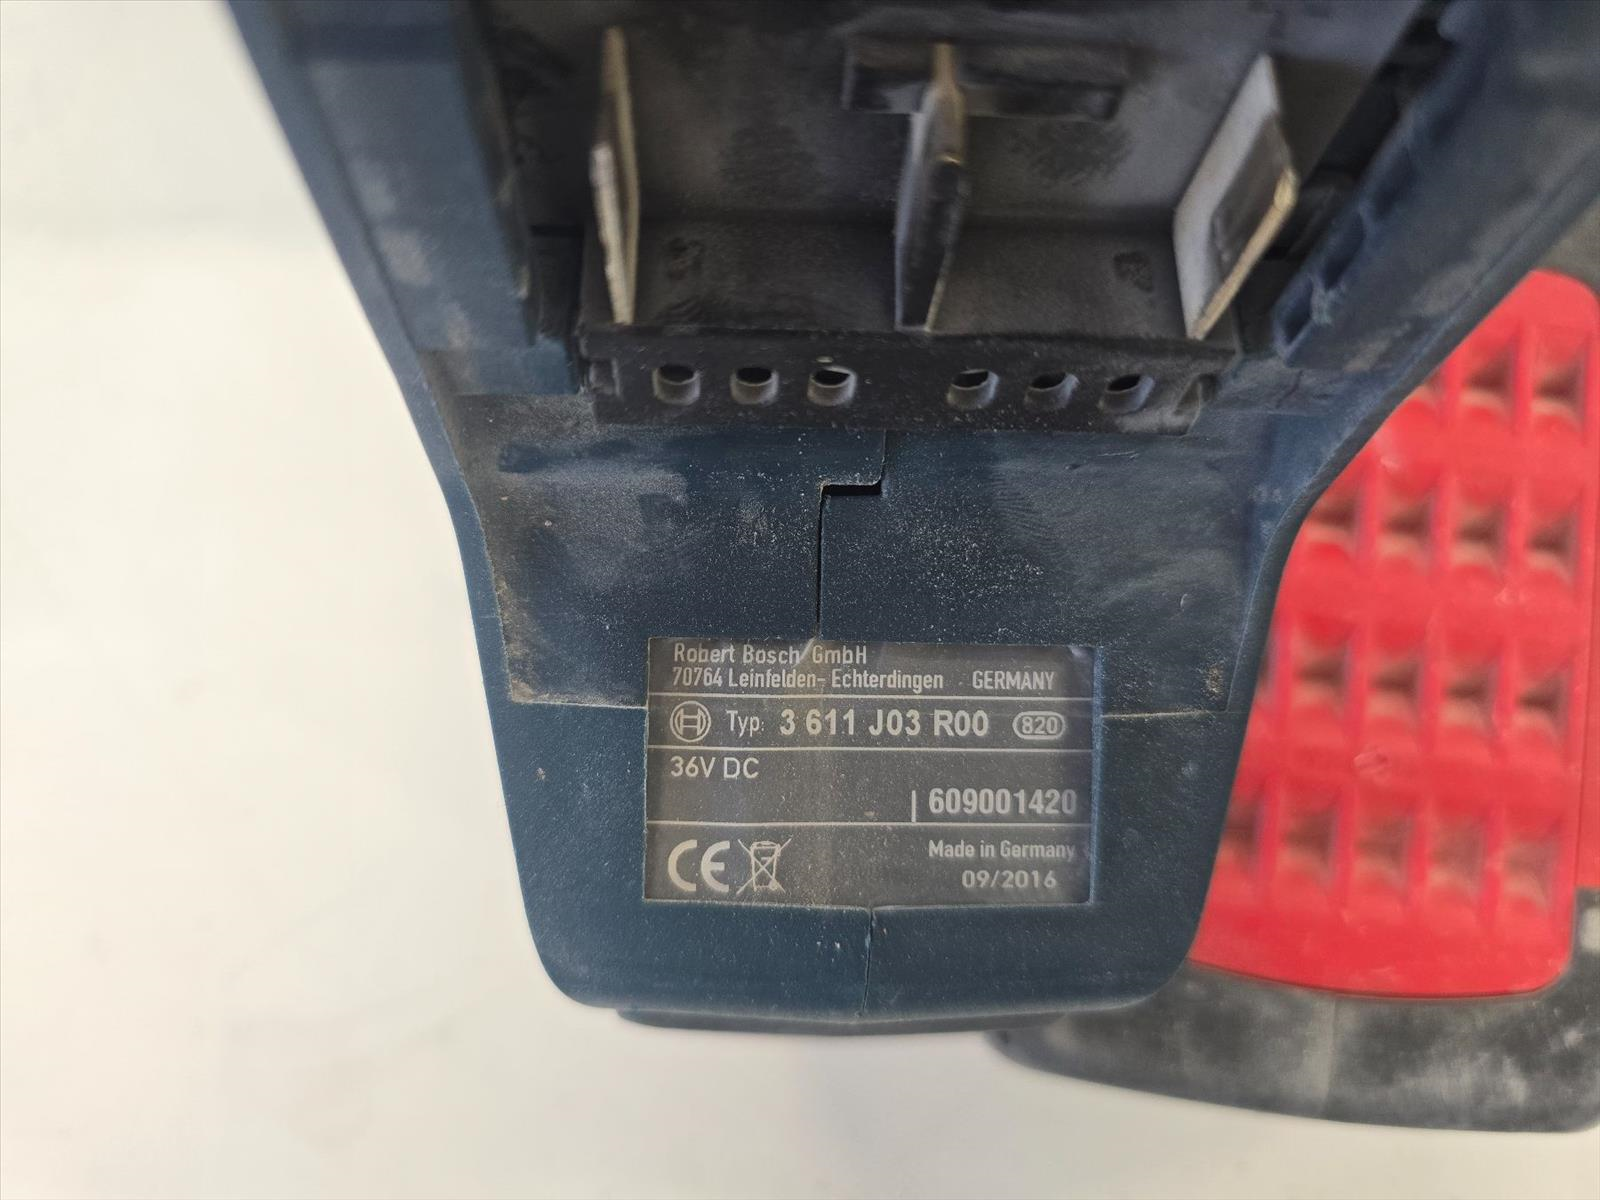 Robert Bosch GmbH
70764 Leinfelden-Echterdingen GERMANY
Typ: 3 611 J03 R00 820
36V DC
609001420
CE
Made in Germany
09/2016